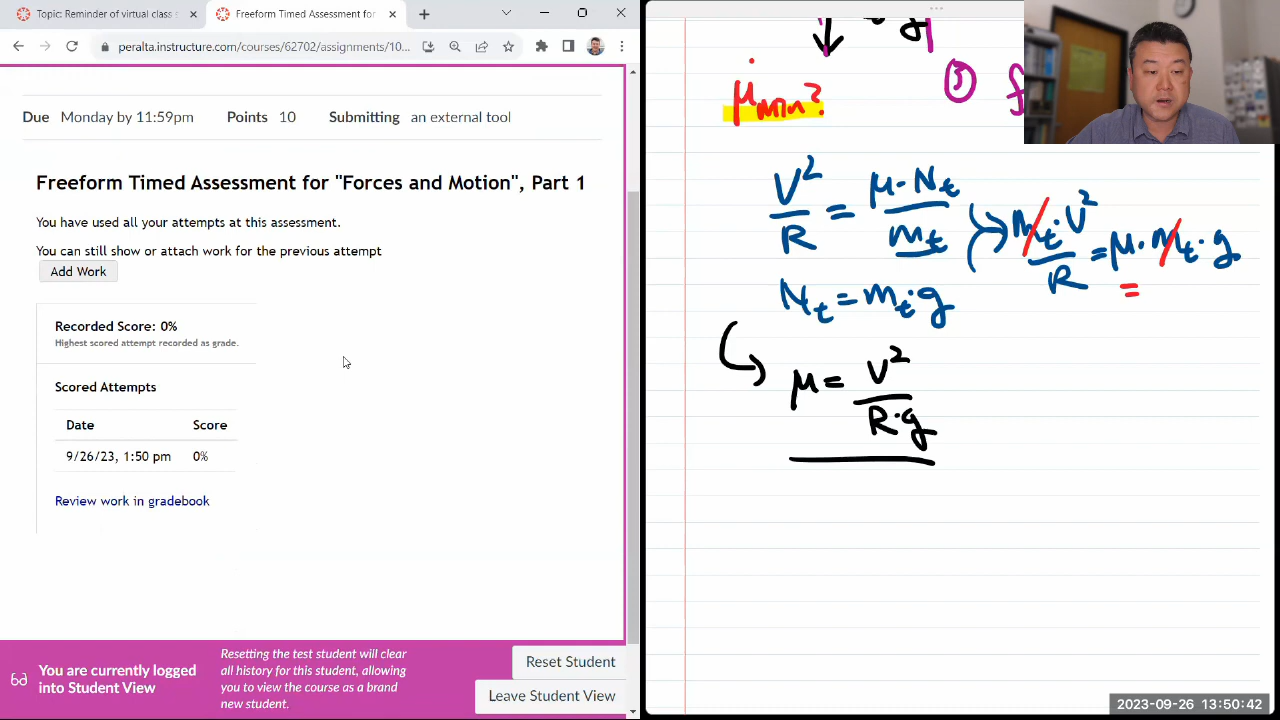 Topic Reminder of virtual class s
Freeform Timed Assessment for
peralta.instructure.com/courses/62702/assignments/10...
Due Monday by 11:59pm Points 10 Submitting an external tool
Freeform Timed Assessment for "Forces and Motion", Part 1
You have used all your attempts at this assessment.
You can still show or attach work for the previous attempt
Add Work
Recorded Score: 0%
Highest scored attempt recorded as grade.
Scored Attempts
Date Score
9/26/23, 1:50 pm 0%
Review work in gradebook
You are currently logged into Student View
Resetting the test student will clear
all history for this student, allowing
you to view the course as a brand
new student.
Reset Student
Leave Student View
μmin?
③ f
V²/R = μ·Nt/mt
mt·V²/R = μ·mt·g
Nt = mt·g
μ = V²/R·g
2023-09-26 13:50:42